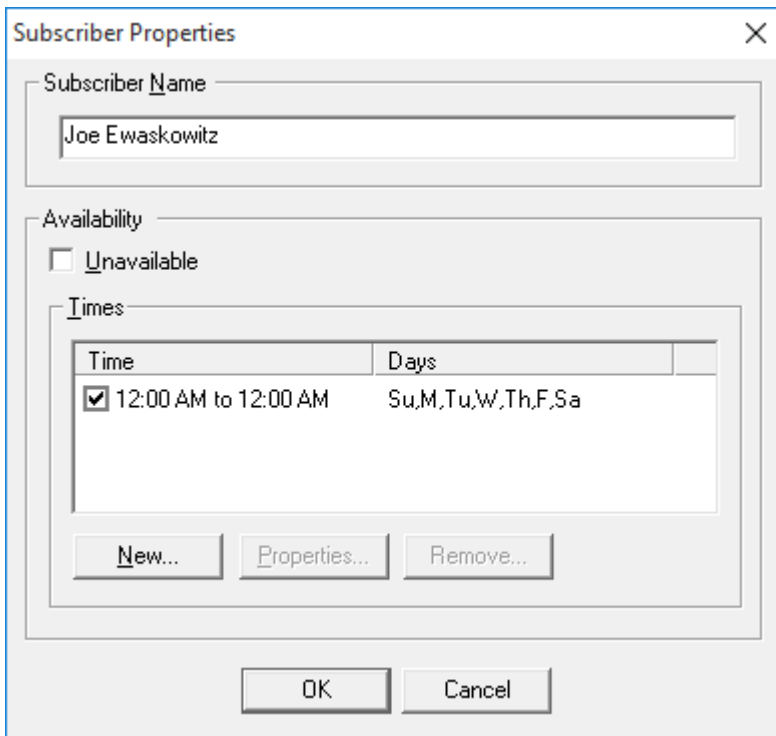 Subscriber Properties
Subscriber Name
Joe Ewaskowitz
Availability
Unavailable
Times
Time Days
12:00 AM to 12:00 AM Su,M,Tu,W,Th,F,Sa
New... Properties... Remove...
OK Cancel